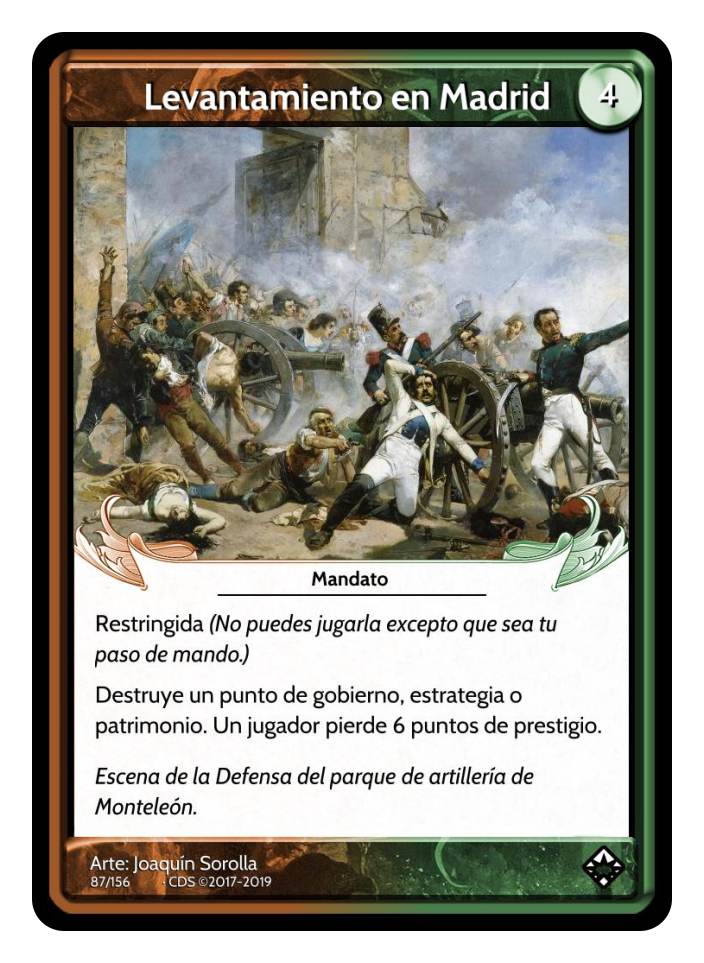 Levantamiento en Madrid
4
Mandato
Restringida (No puedes jugarla excepto que sea tu
paso de mando.)
Destruye un punto de gobierno, estrategia o
patrimonio. Un jugador pierde 6 puntos de prestigio.
Escena de la Defensa del parque de artillería de
Monteleón.
Arte: Joaquín Sorolla
87/156 · CDS ©2017-2019